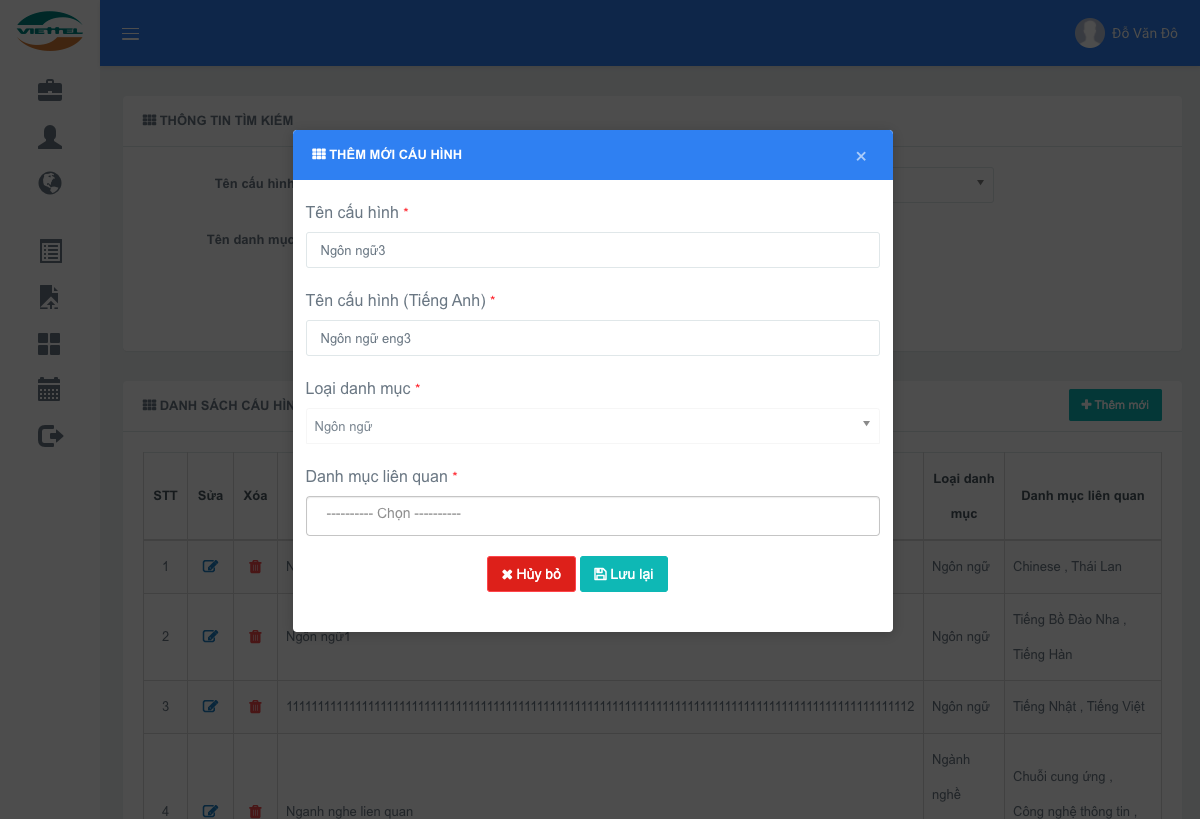 VIETTEL
Đỗ Văn Đô
THÔNG TIN TÌM KIẾM
Tên cấu hình
Tên danh mục
THÊM MỚI CẤU HÌNH
×
Tên cấu hình *
Ngôn ngữ3
Tên cấu hình (Tiếng Anh) *
Ngôn ngữ eng3
Loại danh mục *
Ngôn ngữ
Danh mục liên quan *
---------- Chọn ----------
Hủy bỏ Lưu lại
DANH SÁCH CẤU HÌN
Thêm mới
STT Sửa Xóa Loại danh mục Danh mục liên quan
1 N Ngôn ngữ Chinese , Thái Lan
2 Ngôn ngữ1 Ngôn ngữ Tiếng Bồ Đào Nha ,
Tiếng Hàn
3 Ngôn ngữ Tiếng Nhật , Tiếng Việt
4 Nganh nghe lien quan Ngành
nghề
Chuỗi cung ứng ,
Công nghệ thông tin ,